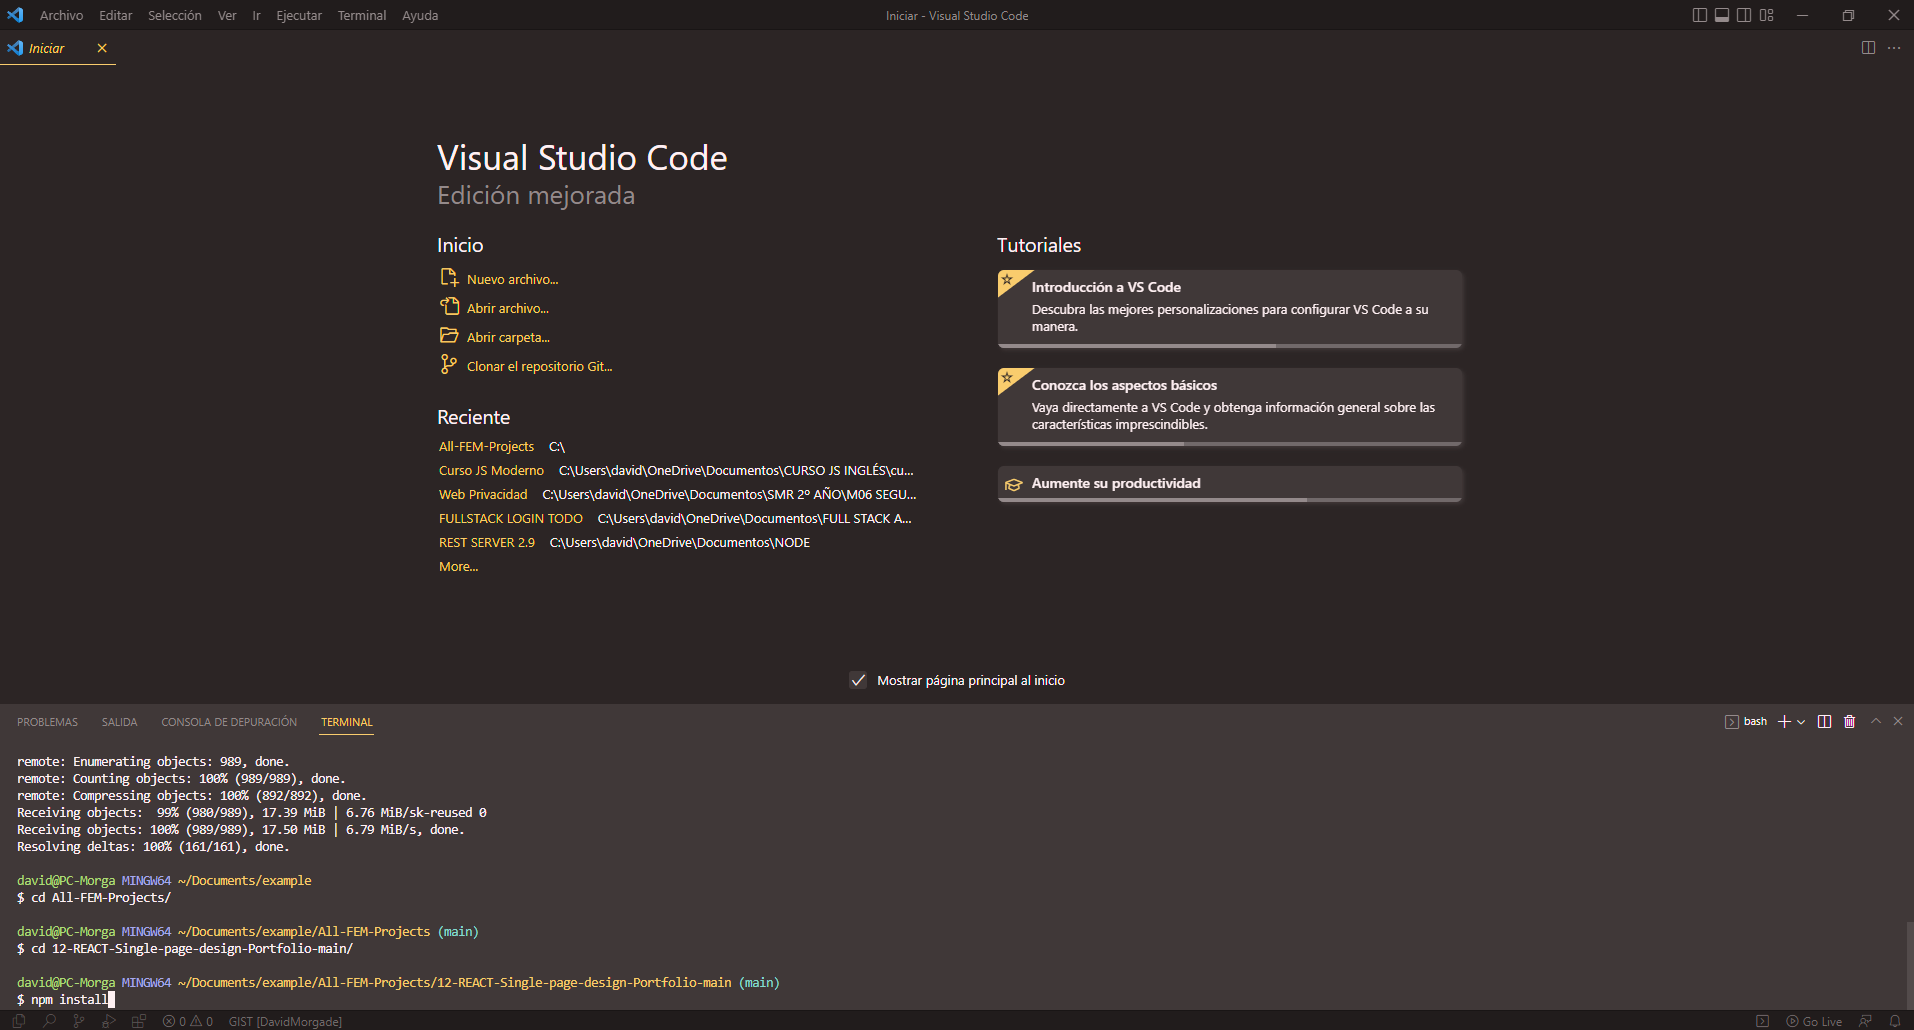 Archivo Editar Selección Ver Ir Ejecutar Terminal Ayuda
Iniciar - Visual Studio Code
Iniciar
Visual Studio Code
Edición mejorada
Inicio
Nuevo archivo...
Abrir archivo...
Abrir carpeta...
Clonar el repositorio Git...
Reciente
All-FEM-Projects C:\
Curso JS Moderno C:\Users\david\OneDrive\Documentos\CURSO JS INGLÉS\cu...
Web Privacidad C:\Users\david\OneDrive\Documentos\SMR 2º AÑO\M06 SEGU...
FULLSTACK LOGIN TODO C:\Users\david\OneDrive\Documentos\FULL STACK A...
REST SERVER 2.9 C:\Users\david\OneDrive\Documentos\NODE
More...
Tutoriales
Introducción a VS Code
Descubra las mejores personalizaciones para configurar VS Code a su
manera.
Conozca los aspectos básicos
Vaya directamente a VS Code y obtenga información general sobre las
características imprescindibles.
Aumente su productividad
Mostrar página principal al inicio
PROBLEMAS SALIDA CONSOLA DE DEPURACIÓN TERMINAL
bash
remote: Enumerating objects: 989, done.
remote: Counting objects: 100% (989/989), done.
remote: Compressing objects: 100% (892/892), done.
Receiving objects:  99% (980/989), 17.39 MiB | 6.76 MiB/sk-reused 0
Receiving objects: 100% (989/989), 17.50 MiB | 6.79 MiB/s, done.
Resolving deltas: 100% (161/161), done.
david@PC-Morga MINGW64 ~/Documents/example
$ cd All-FEM-Projects/
david@PC-Morga MINGW64 ~/Documents/example/All-FEM-Projects (main)
$ cd 12-REACT-Single-page-design-Portfolio-main/
david@PC-Morga MINGW64 ~/Documents/example/All-FEM-Projects/12-REACT-Single-page-design-Portfolio-main (main)
$ npm install
0 0 GIST [DavidMorgade]
Go Live